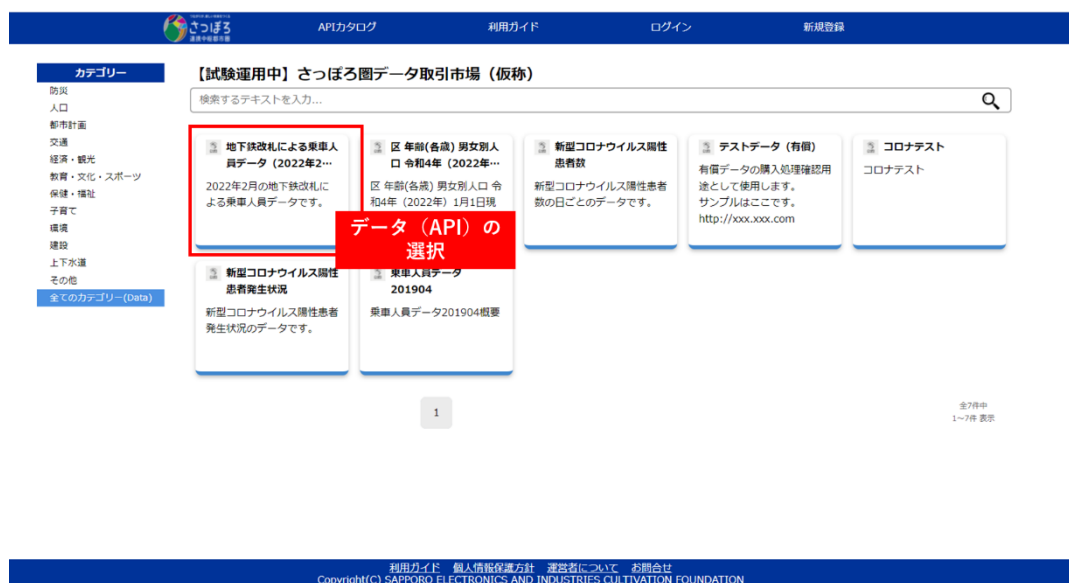 さっぽろ
連携中枢都市圏
APIカタログ
利用ガイド
ログイン
新規登録
カテゴリー
防災
人口
都市計画
交通
経済・観光
教育・文化・スポーツ
保健・福祉
子育て
環境
建設
上下水道
その他
全てのカテゴリー(Data)
【試験運用中】さっぽろ圏データ取引市場（仮称）
検索するテキストを入力...
地下鉄改札による乗車人
員データ（2022年2…
2022年2月の地下鉄改札に
よる乗車人員データです。
区 年齢(各歳) 男女別人
口 令和4年（2022年…
区 年齢(各歳) 男女別人口 令
和4年（2022年）1月1日現
新型コロナウイルス陽性
患者数
新型コロナウイルス陽性患者
数の日ごとのデータです。
テストデータ（有償）
有償データの購入処理確認用
途として使用します。
サンプルはここです。
http://xxx.xxx.com
コロナテスト
コロナテスト
データ（API）の
選択
新型コロナウイルス陽性
患者発生状況
新型コロナウイルス陽性患者
発生状況のデータです。
乗車人員データ
201904
乗車人員データ201904概要
1
全7件中
1～7件 表示
利用ガイド 個人情報保護方針 運営者について お問合せ
Copyright(C) SAPPORO ELECTRONICS AND INDUSTRIES CULTIVATION FOUNDATION